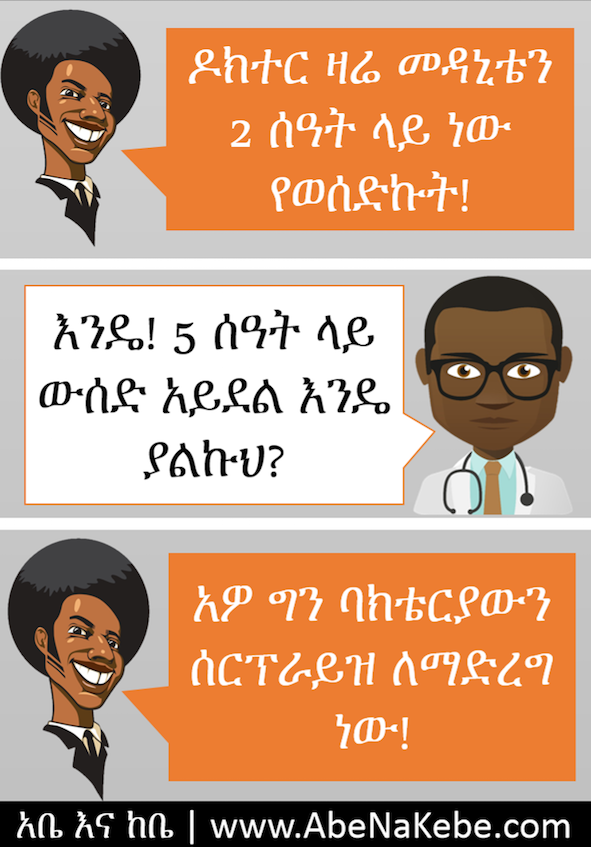 ዶክተር ዛሬ መዳኒቴን
2 ሰዓት ላይ ነው
የወሰድኩት!
እንዴ! 5 ሰዓት ላይ
ውሰድ አይደል እንዴ
ያልኩህ?
አዎ ግን ባክቴርያውን
ሰርፕራይዝ ለማድረግ
ነው!
አቤ እና ከቤ | www.AbeNaKebe.com